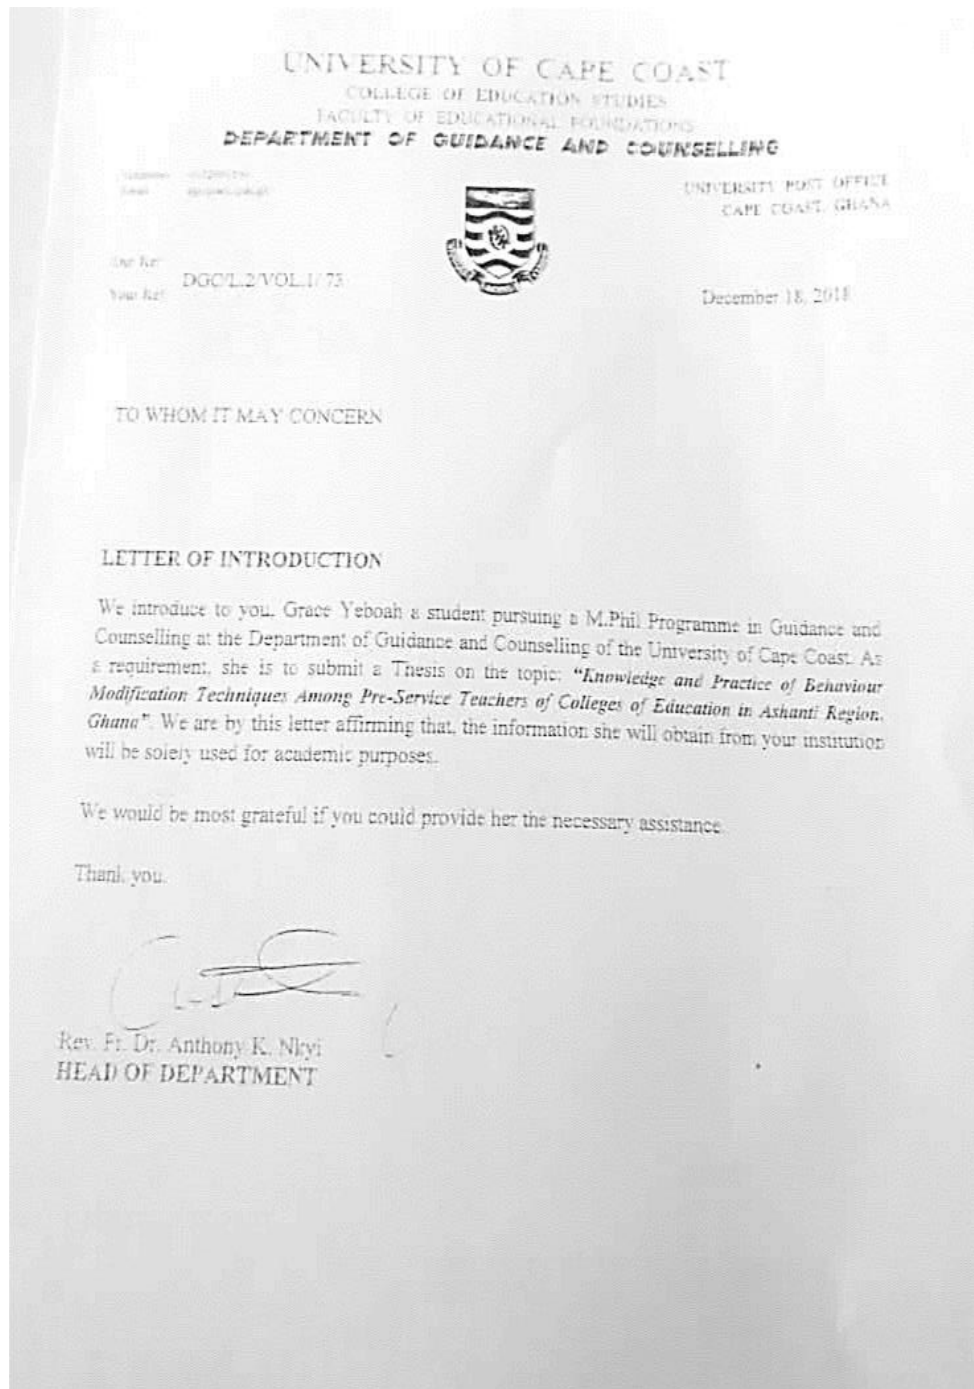 UNIVERSITY OF CAPE COAST
COLLEGE OF EDUCATION STUDIES
FACULTY OF EDUCATIONAL FOUNDATIONS
DEPARTMENT OF GUIDANCE AND COUNSELLING
UNIVERSITY POST OFFICE
CAPE COAST, GHANA
Our Ref:
DGC/L.2/VOL.1/ 73
Your Ref:
December 18, 2018
TO WHOM IT MAY CONCERN
LETTER OF INTRODUCTION
We introduce to you, Grace Yeboah a student pursuing a M.Phil Programme in Guidance and
Counselling at the Department of Guidance and Counselling of the University of Cape Coast. As
a requirement, she is to submit a Thesis on the topic: “Knowledge and Practice of Behaviour
Modification Techniques Among Pre-Service Teachers of Colleges of Education in Ashanti Region,
Ghana”. We are by this letter affirming that, the information she will obtain from your institution
will be solely used for academic purposes.
We would be most grateful if you could provide her the necessary assistance.
Thank you.
Rev. Fr. Dr. Anthony K. Nkyi
HEAD OF DEPARTMENT